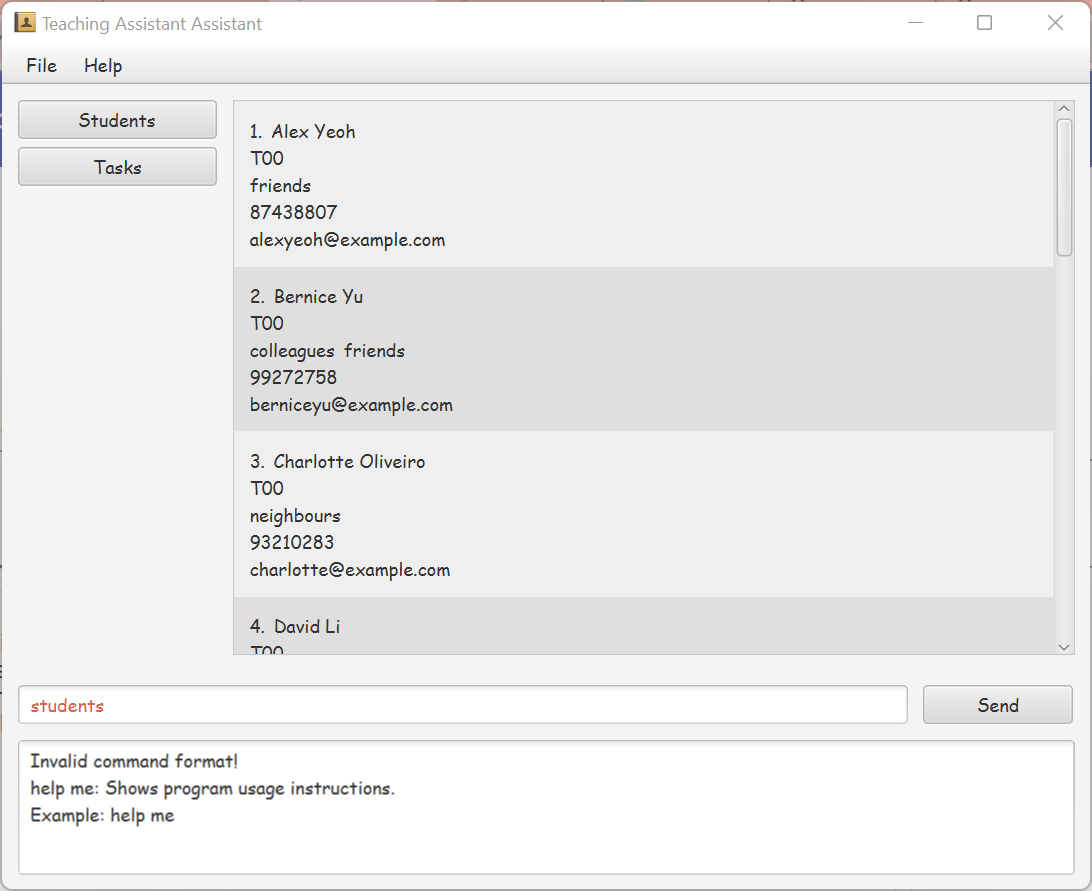 Teaching Assistant Assistant
File Help
Students
Tasks
1. Alex Yeoh
T00
friends
87438807
alexyeoh@example.com
2. Bernice Yu
T00
colleagues friends
99272758
berniceyu@example.com
3. Charlotte Oliveiro
T00
neighbours
93210283
charlotte@example.com
4. David Li
T00
students
Send
Invalid command format!
help me: Shows program usage instructions.
Example: help me